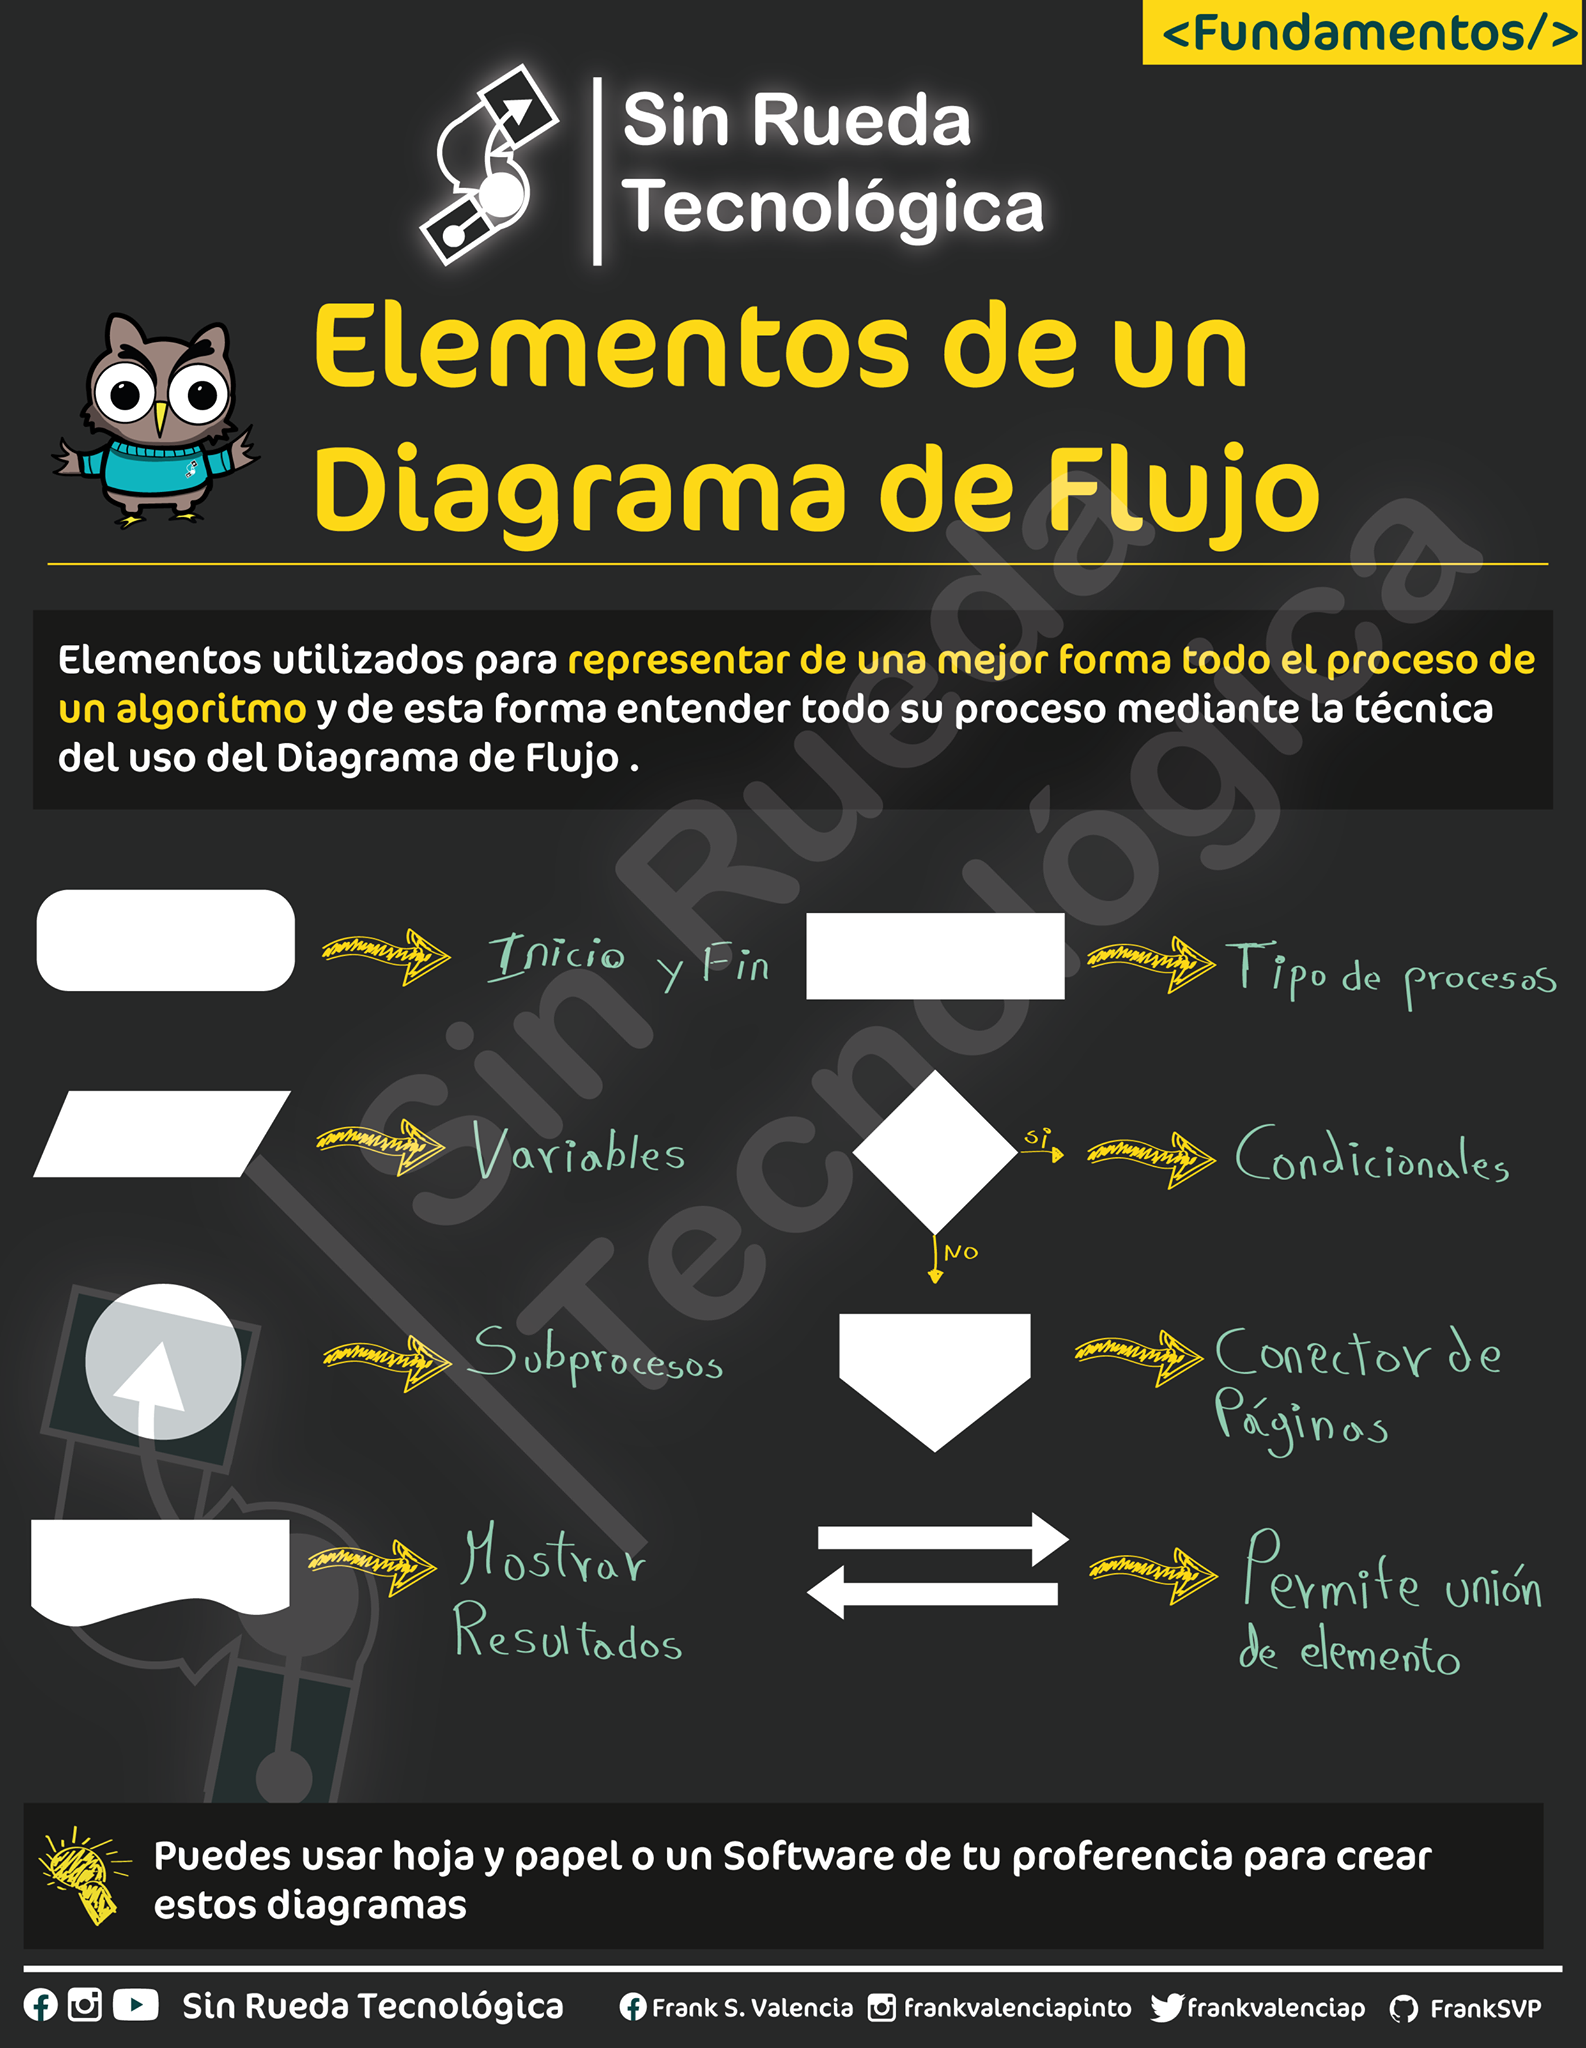 <Fundamentos/>
Sin Rueda
Tecnológica
Elementos de un
Diagrama de Flujo
Elementos utilizados para representar de una mejor forma todo el proceso de
un algoritmo y de esta forma entender todo su proceso mediante la técnica
del uso del Diagrama de Flujo .
Inicio y Fin
Tipo de procesos
Variables
SI
NO
Condicionales
Subprocesos
Conector de
Páginas
Mostrar
Resultados
Permite unión
de elemento
Sin Rueda
Tecnológica
Puedes usar hoja y papel o un Software de tu proferencia para crear
estos diagramas
Sin Rueda Tecnológica
Frank S. Valencia
frankvalenciapinto
frankvalenciap
FrankSVP